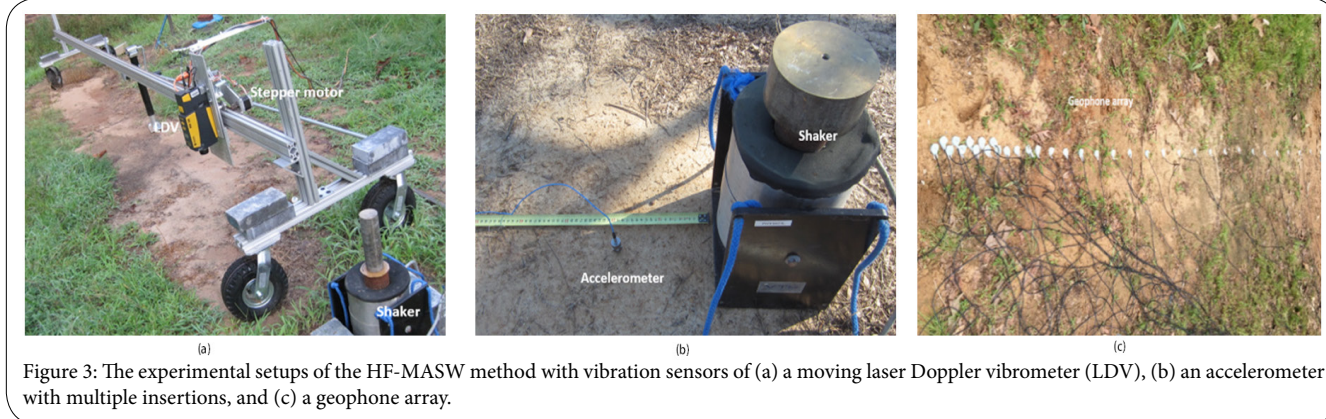 Stepper motor
LDV
Shaker
Shaker
Accelerometer
Geophone array
(a)
(b)
(c)
Figure 3: The experimental setups of the HF-MASW method with vibration sensors of (a) a moving laser Doppler vibrometer (LDV), (b) an accelerometer
with multiple insertions, and (c) a geophone array.